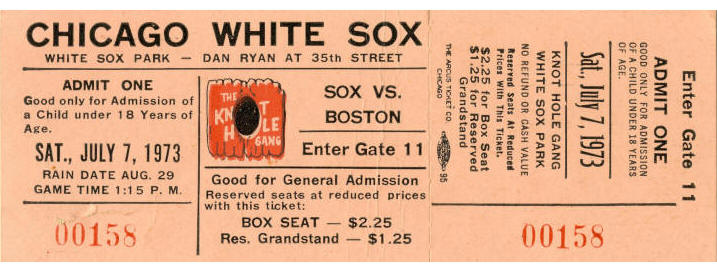 CHICAGO WHITE SOX
WHITE SOX PARK — DAN RYAN AT 35th STREET
ADMIT ONE
Good only for Admission of
a Child under 18 Years of
Age.
SAT., JULY 7, 1973
RAIN DATE AUG. 29
GAME TIME 1:15 P. M.
00158
THE
KNOT
HOLE
GANG
SOX VS.
BOSTON
Enter Gate 11
Good for General Admission
Reserved seats at reduced prices
with this ticket:
BOX SEAT — $2.25
Res. Grandstand — $1.25
Enter Gate 11
ADMIT ONE
GOOD ONLY FOR ADMISSION
OF A CHILD UNDER 18 YEARS
OF AGE.
Sat., July 7, 1973
KNOT HOLE GANG
WHITE SOX PARK
NO REFUND OR CASH VALUE
Reserved Seats At Reduced
Prices With This Ticket.
$2.25 for Box Seat
$1.25 for Reserved
Grandstand
THE ARCUS TICKET CO.
CHICAGO
95
00158